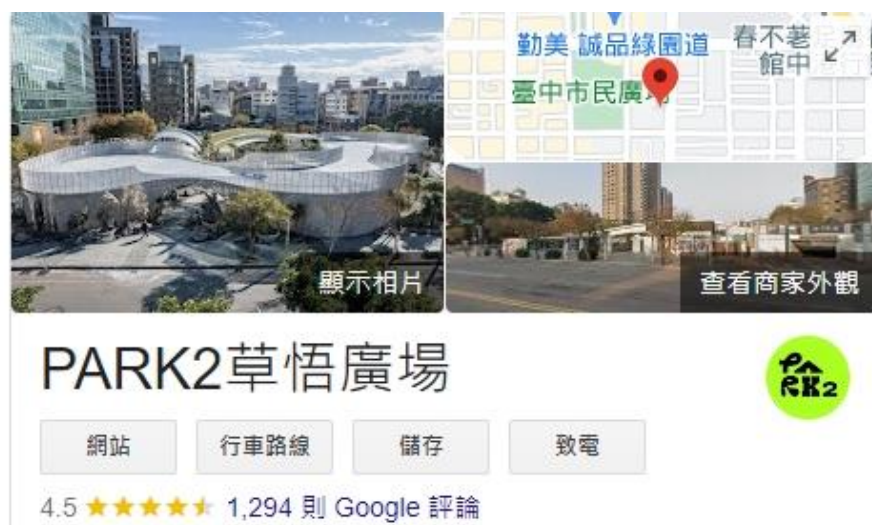 勤美 誠品綠園道
春不荖
館中
臺中市民廣
顯示相片
查看商家外觀
PARK2草悟廣場
PARK2
網站
行車路線
儲存
致電
4.5 1,294 則 Google 評論